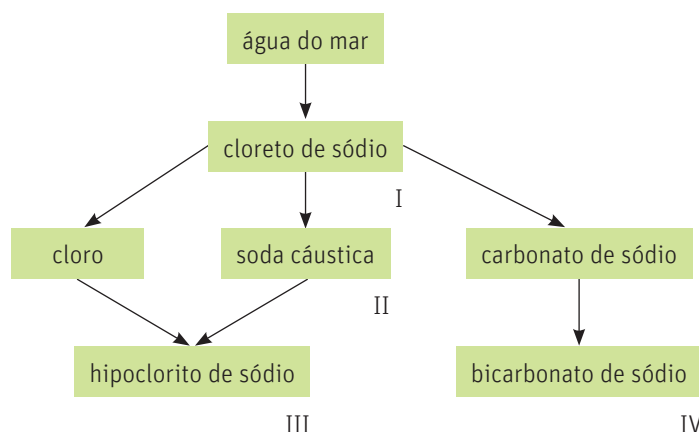 água do mar
cloreto de sódio
I
cloro
soda cáustica
carbonato de sódio
II
hipoclorito de sódio
bicarbonato de sódio
III
IV